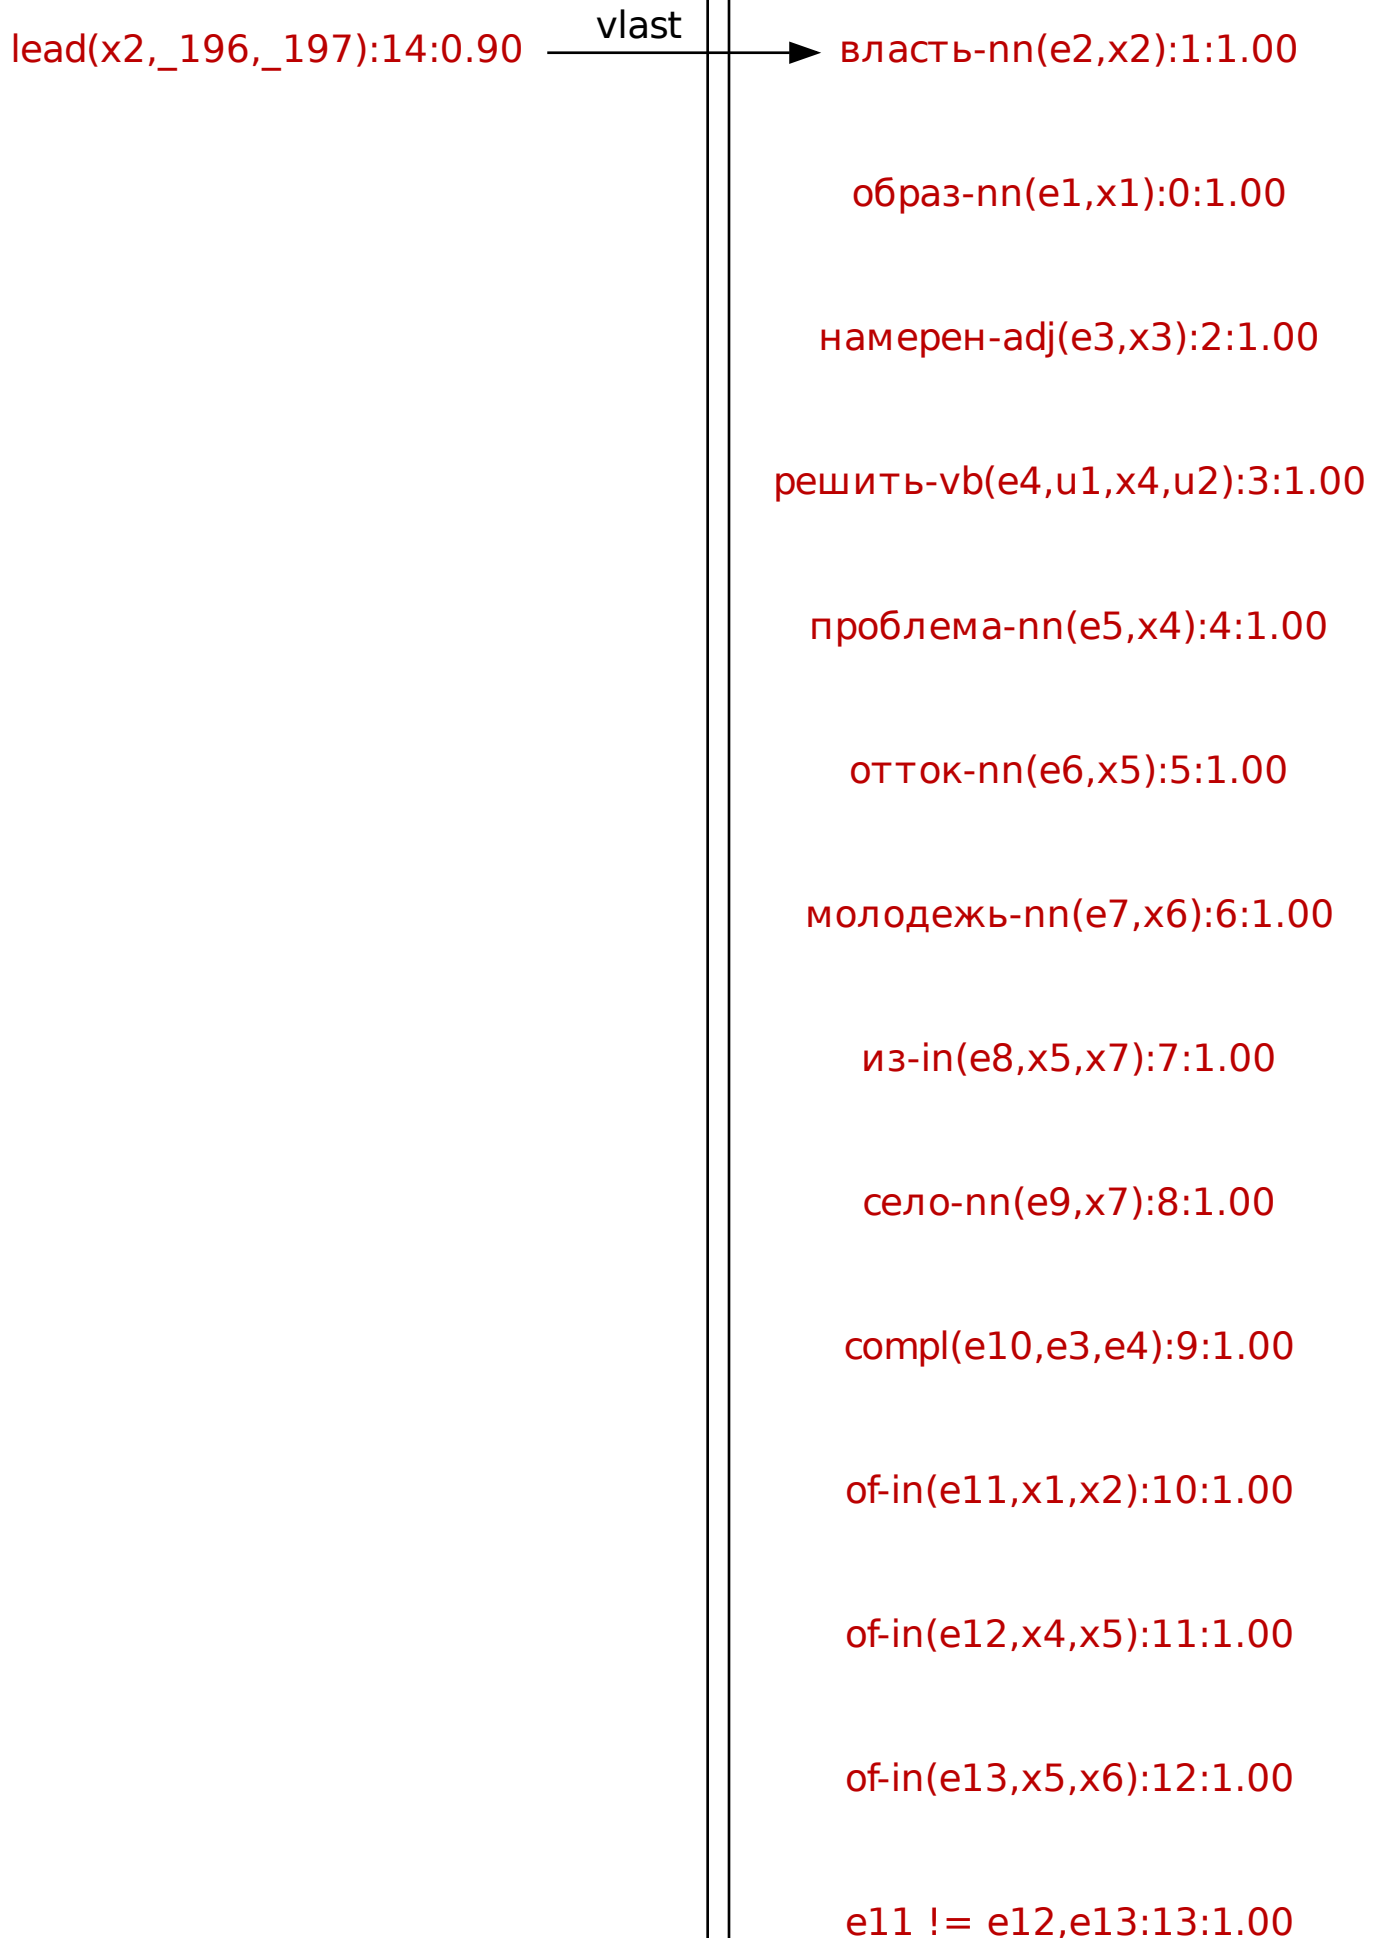 lead(x2,_196,_197):14:0.90
vlast
власть-nn(e2,x2):1:1.00
образ-nn(e1,x1):0:1.00
намерен-adj(e3,x3):2:1.00
решить-vb(e4,u1,x4,u2):3:1.00
проблема-nn(e5,x4):4:1.00
отток-nn(e6,x5):5:1.00
молодежь-nn(e7,x6):6:1.00
из-in(e8,x5,x7):7:1.00
село-nn(e9,x7):8:1.00
compl(e10,e3,e4):9:1.00
of-in(e11,x1,x2):10:1.00
of-in(e12,x4,x5):11:1.00
of-in(e13,x5,x6):12:1.00
e11 != e12,e13:13:1.00